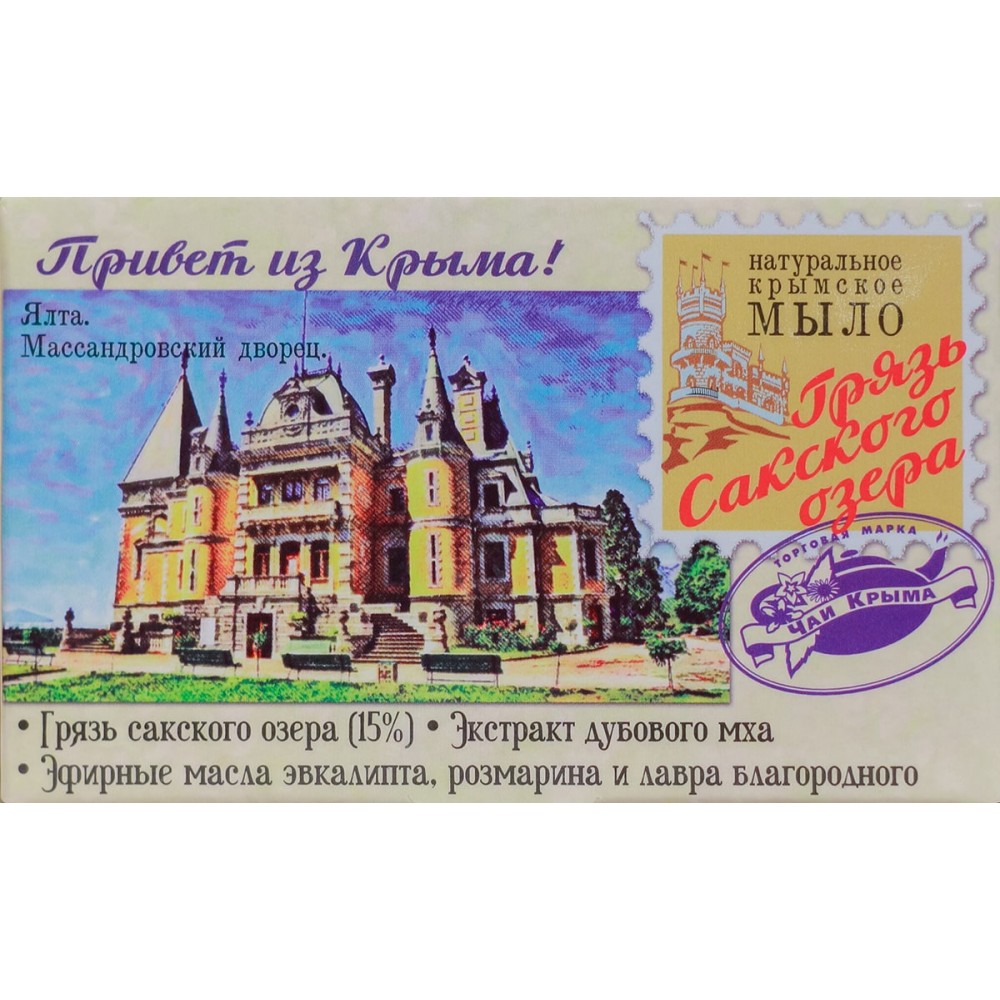 Привет из Крыма!
Ялта.
Массандровский дворец.
натуральное
крымское
МЫЛО
Грязь
Сакского
озера
ТОРГОВАЯ МАРКА
ЧАИ КРЫМА
• Грязь сакского озера (15%) • Экстракт дубового мха
• Эфирные масла эвкалипта, розмарина и лавра благородного